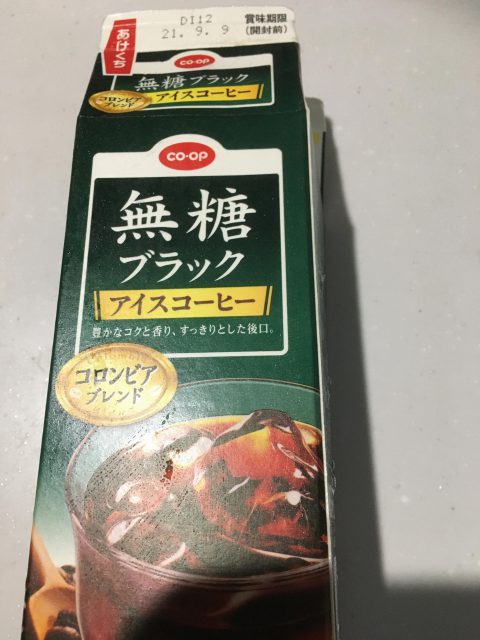 DI12
21. 9. 9
賞味期限
(開封前)
あけくち
CO·OP
無糖ブラック
アイスコーヒー
コロンビア
ブレンド
CO·OP
無糖
ブラック
アイスコーヒー
豊かなコクと香り、すっきりとした後口。
コロンビア
ブレンド